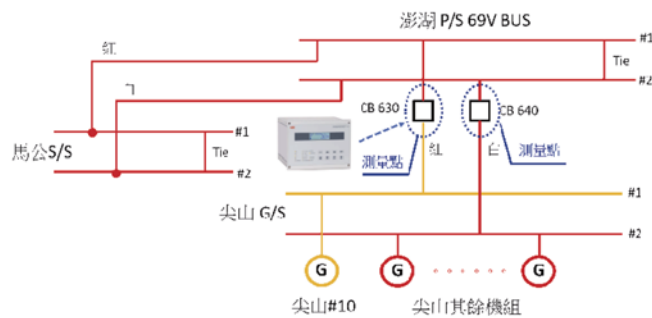 澎湖 P/S 69V BUS
#1
紅
Tie
#2
CB 630
CB 640
#1
馬公S/S
Tie
測量點
紅
白
測量點
#2
#1
尖山 G/S
#2
G
G
G
尖山#10
尖山其餘機組